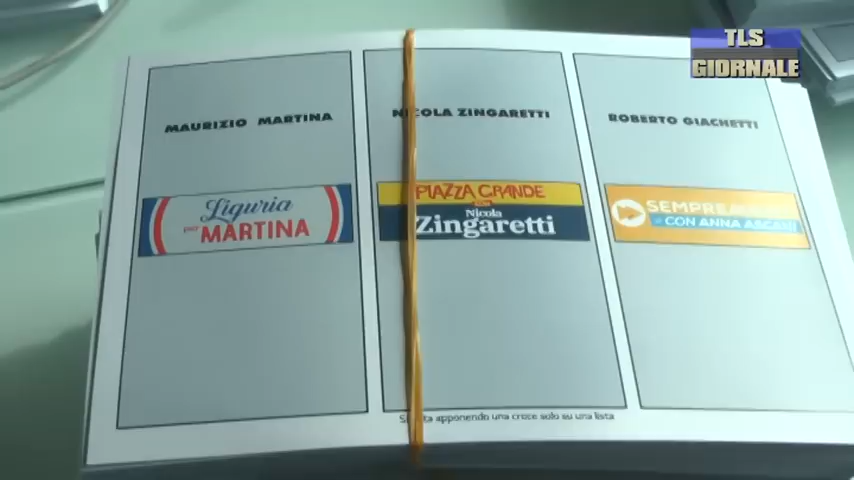 TLS
GIORNALE
MAURIZIO MARTINA
NICOLA ZINGARETTI
ROBERTO GIACHETTI
Liguria
per MARTINA
PIAZZA GRANDE
Nicola
Zingaretti
SEMPRE
CON ANNA ASCANI
apponendo una croce solo su una lista